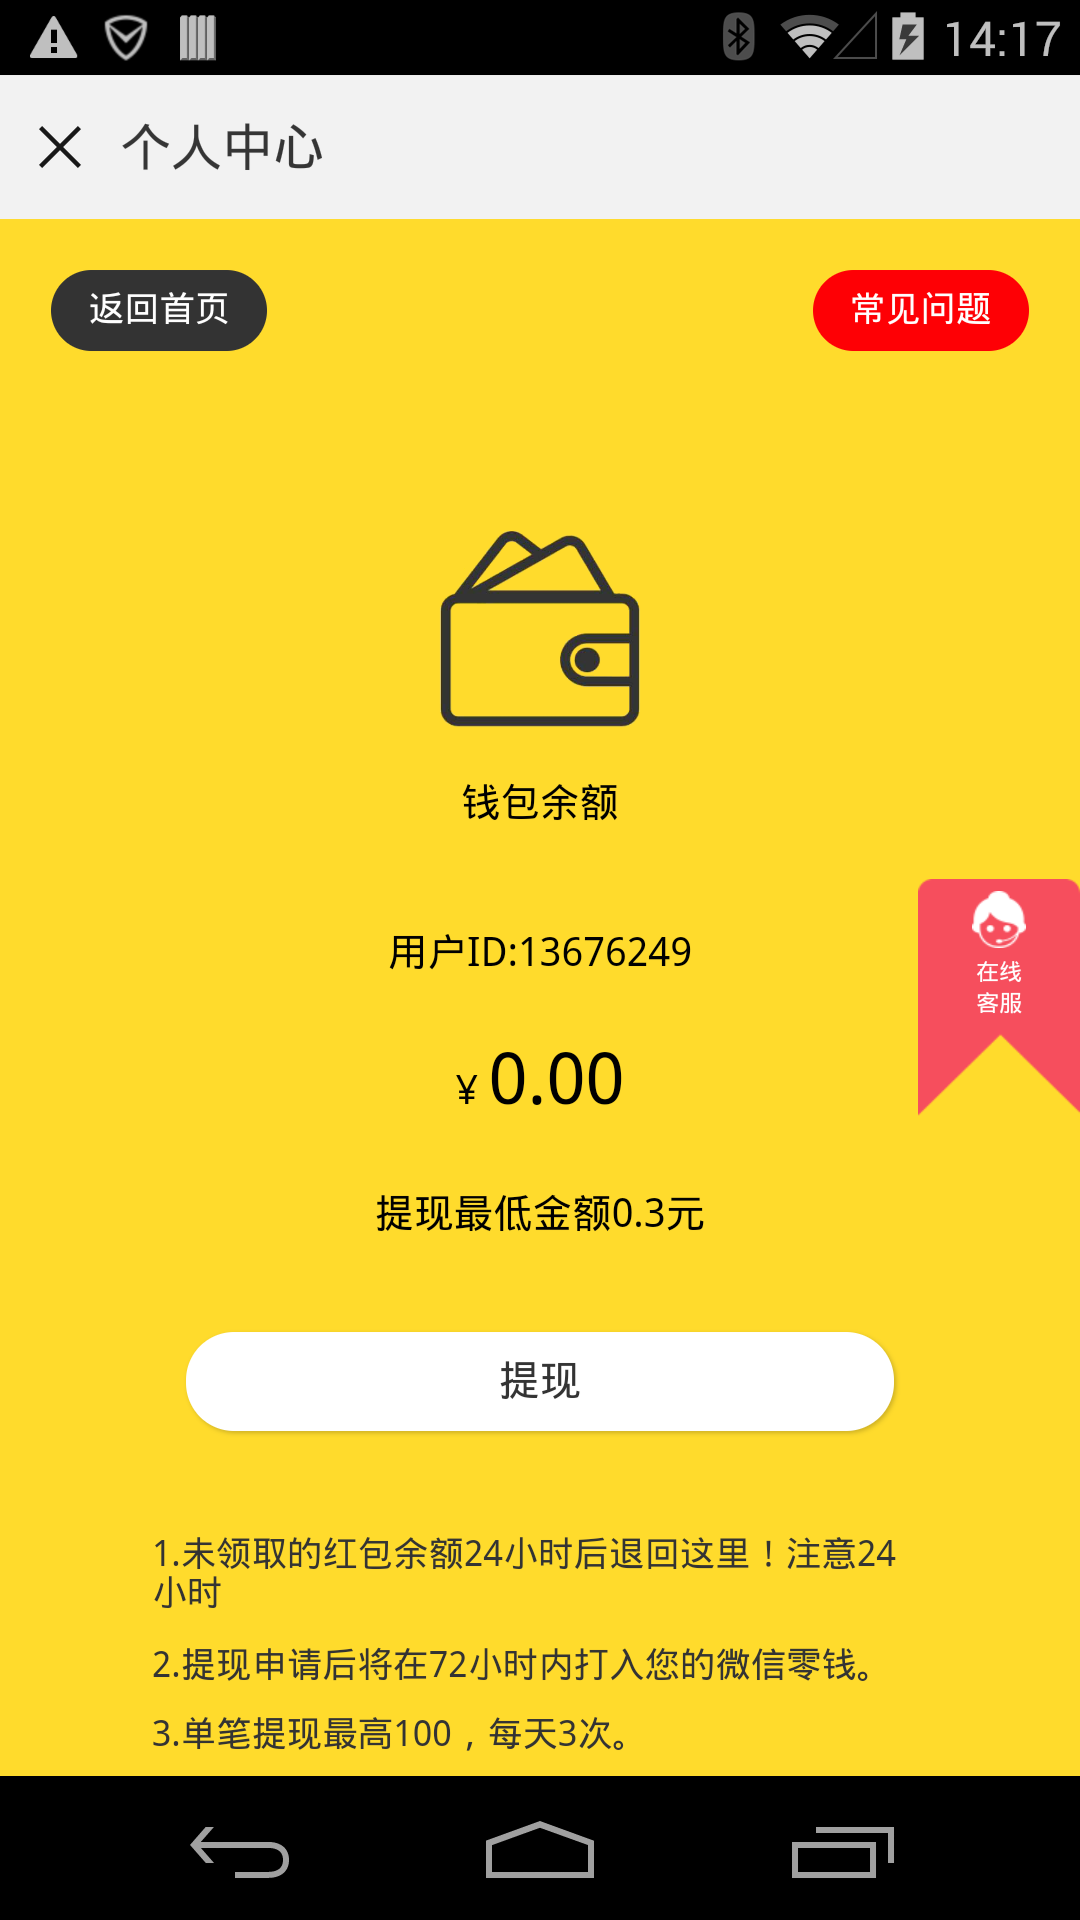 14:17
个人中心
返回首页
常见问题
钱包余额
在线
客服
用户ID:13676249
¥ 0.00
提现最低金额0.3元
提现
1.未领取的红包余额24小时后退回这里！注意24
小时
2.提现申请后将在72小时内打入您的微信零钱。
3.单笔提现最高100，每天3次。